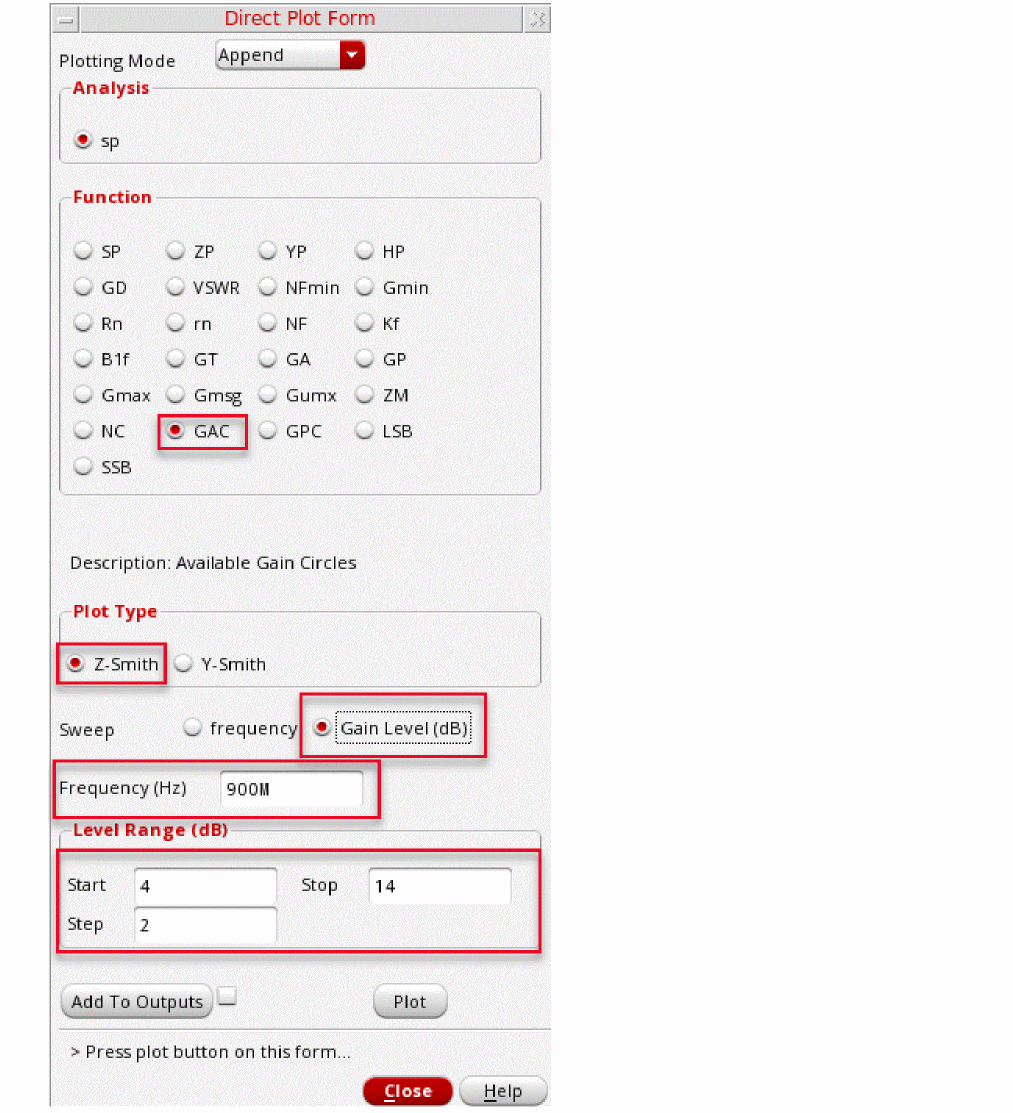 Direct Plot Form
Plotting Mode Append
Analysis
sp
Function
SP ZP YP HP
GD VSWR NFmin Gmin
Rn rn NF Kf
B1f GT GA GP
Gmax Gmsg Gumx ZM
NC GAC GPC LSB
SSB
Description: Available Gain Circles
Plot Type
Z-Smith Y-Smith
Sweep frequency Gain Level (dB)
Frequency (Hz) 900M
Level Range (dB)
Start 4 Stop 14
Step 2
Add To Outputs Plot
> Press plot button on this form...
Close Help